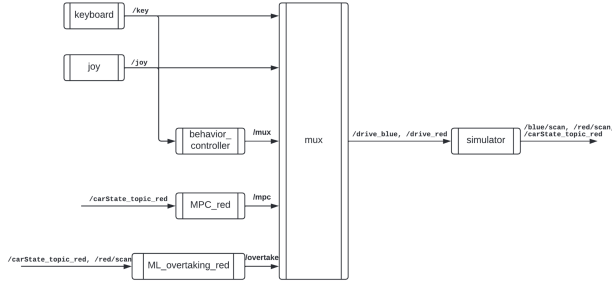 keyboard
/key
joy
/joy
behavior_
controller
/mux
mux
/drive_blue, /drive_red
simulator
/blue/scan, /red/scan,
/carState_topic_red
/carState_topic_red
MPC_red
/mpc
/carState_topic_red, /red/scan
ML_overtaking_red
/overtake